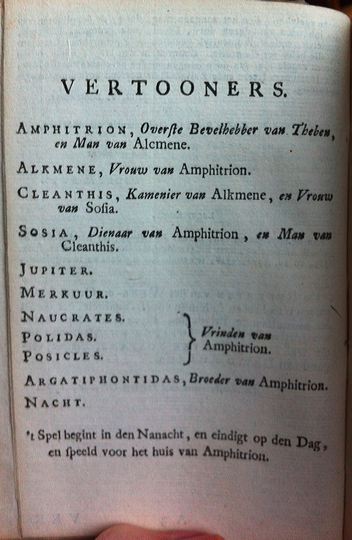 VERTOONERS.
AMPHITRION, Overste Bevelhebber van Theben,
en Man van Alcmene.
ALKMENE, Vrouw van Amphitrion.
CLEANTHIS, Kamenier van Alkmene, en Vrouw
van Sosia.
SOSIA, Dienaar van Amphitrion, en Man van
Cleanthis.
JUPITER.
MERKUUR.
NAUCRATES.
POLIDAS.
POSICLES.
Vrinden van
Amphitrion.
ARGATIPHONTIDAS, Broeder van Amphitrion.
NACHT.
't Spel begint in den Nanacht, en eindigt op den Dag,
en speeld voor het huis van Amphitrion.